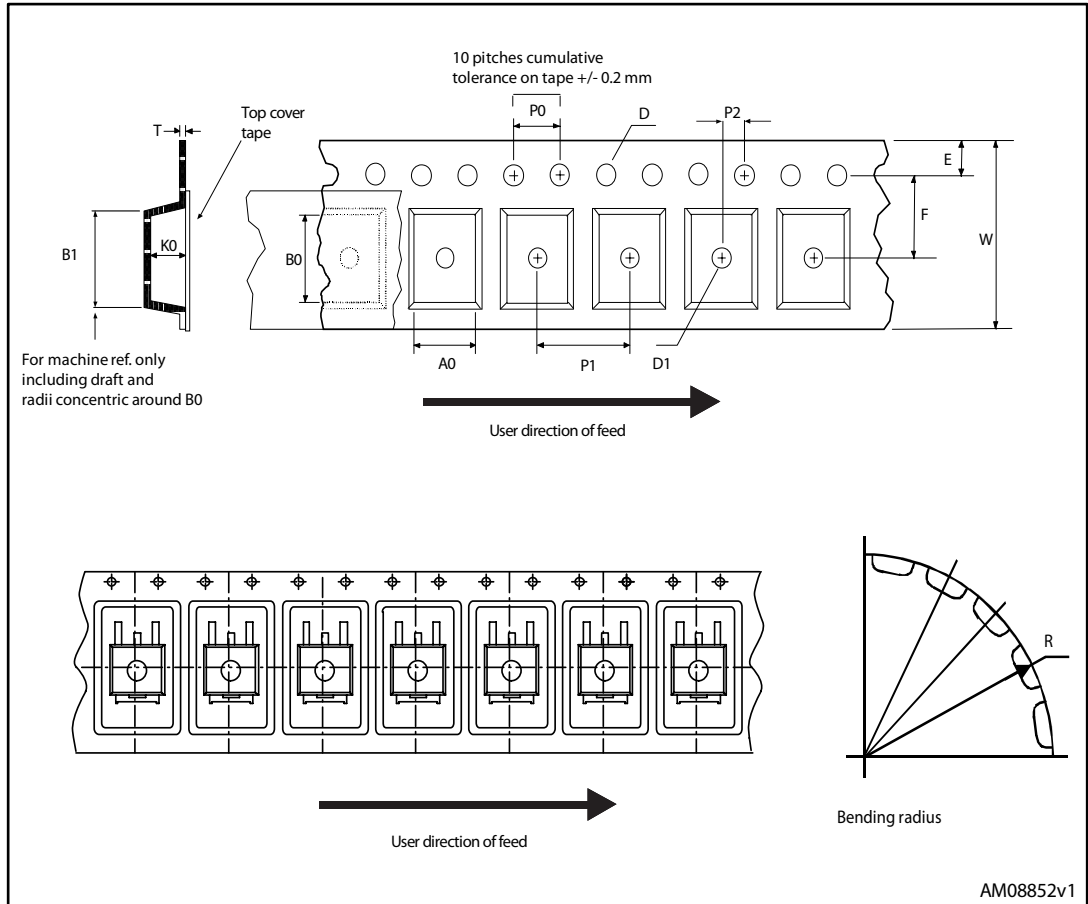 10 pitches cumulative
tolerance on tape +/- 0.2 mm
Top cover
tape
T
P0
D
P2
E
F
W
B1
K0
B0
For machine ref. only
including draft and
radii concentric around B0
A0
P1
D1
User direction of feed
R
Bending radius
User direction of feed
AM08852v1